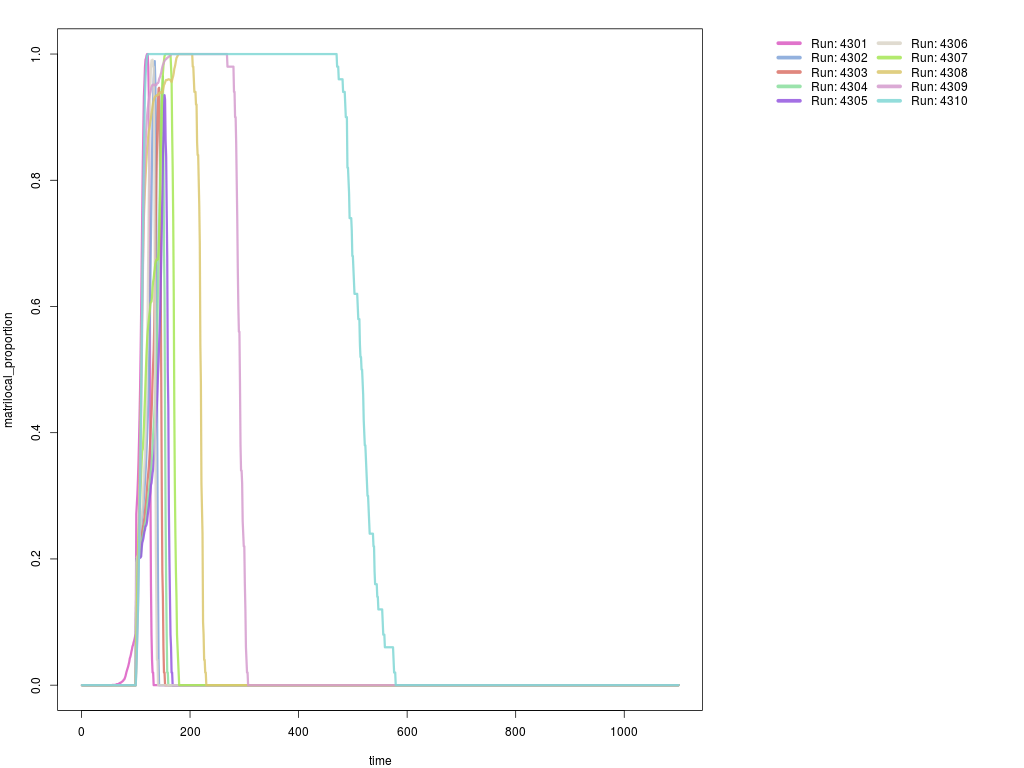 matrilocal_proportion
1.0
0.8
0.6
0.4
0.2
0.0
0 200 400 600 800 1000
time
Run: 4301 Run: 4306
Run: 4302 Run: 4307
Run: 4303 Run: 4308
Run: 4304 Run: 4309
Run: 4305 Run: 4310